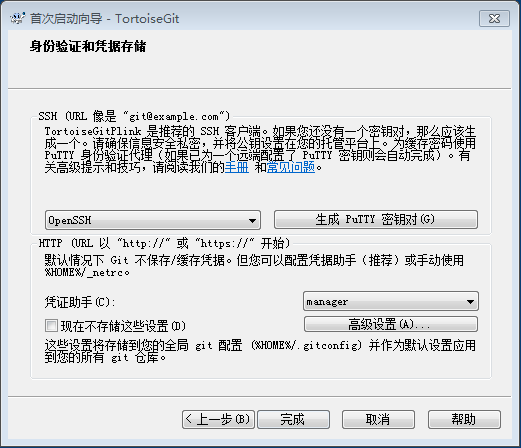 首次启动向导 - TortoiseGit
身份验证和凭据存储
SSH (URL 像是 "git@example.com")
TortoiseGitPlink 是推荐的 SSH 客户端。如果您还没有一个密钥对，那么应该生
成一个。请确保信息安全私密，并将公钥设置在您的托管平台上。为缓存密码使用
PuTTY 身份验证代理（如果已为一个远端配置了 PuTTY 密钥则会自动完成）。有
关高级提示和技巧，请阅读我们的手册 和常见问题。
OpenSSH 生成 PuTTY 密钥对(G)
HTTP (URL 以 "http://" 或 "https://" 开始)
默认情况下 Git 不保存/缓存凭据。但您可以配置凭据助手（推荐）或手动使用
%HOME%/_netrc。
凭证助手(C): manager
现在不存储这些设置(D) 高级设置(A)...
这些设置将存储到您的全局 git 配置 (%HOME%/.gitconfig) 并作为默认设置应用
到您的所有 git 仓库。
< 上一步(B) 完成 取消 帮助